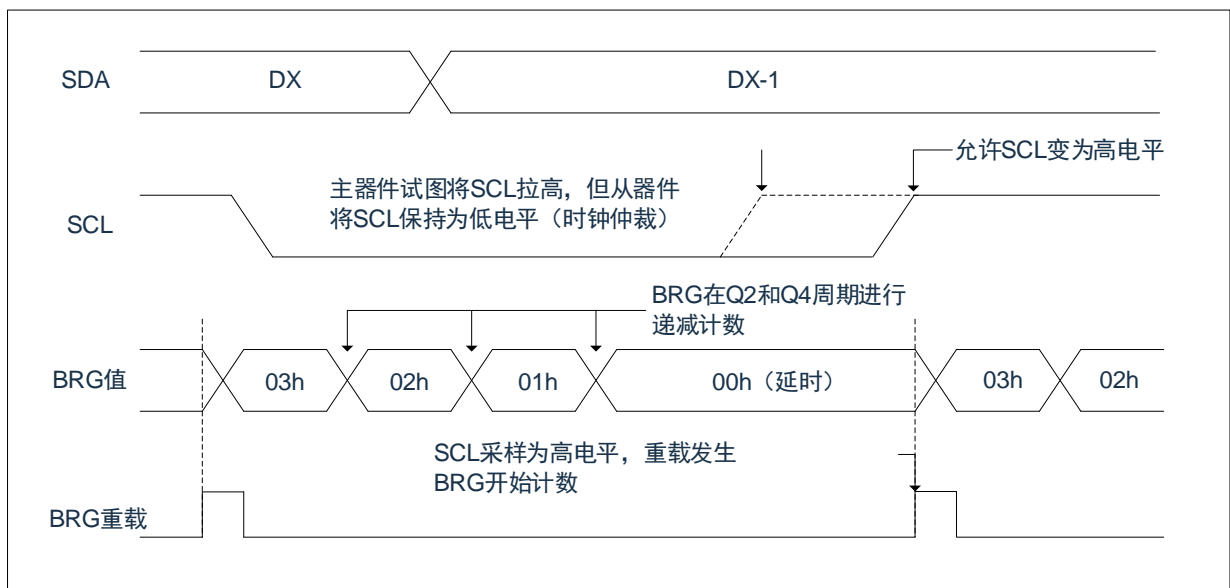 SDA
DX
DX-1
允许SCL变为高电平
主器件试图将SCL拉高，但从器件
将SCL保持为低电平（时钟仲裁）
SCL
BRG在Q2和Q4周期进行
递减计数
BRG值
03h
02h
01h
00h（延时）
03h
02h
SCL采样为高电平，重载发生
BRG开始计数
BRG重载